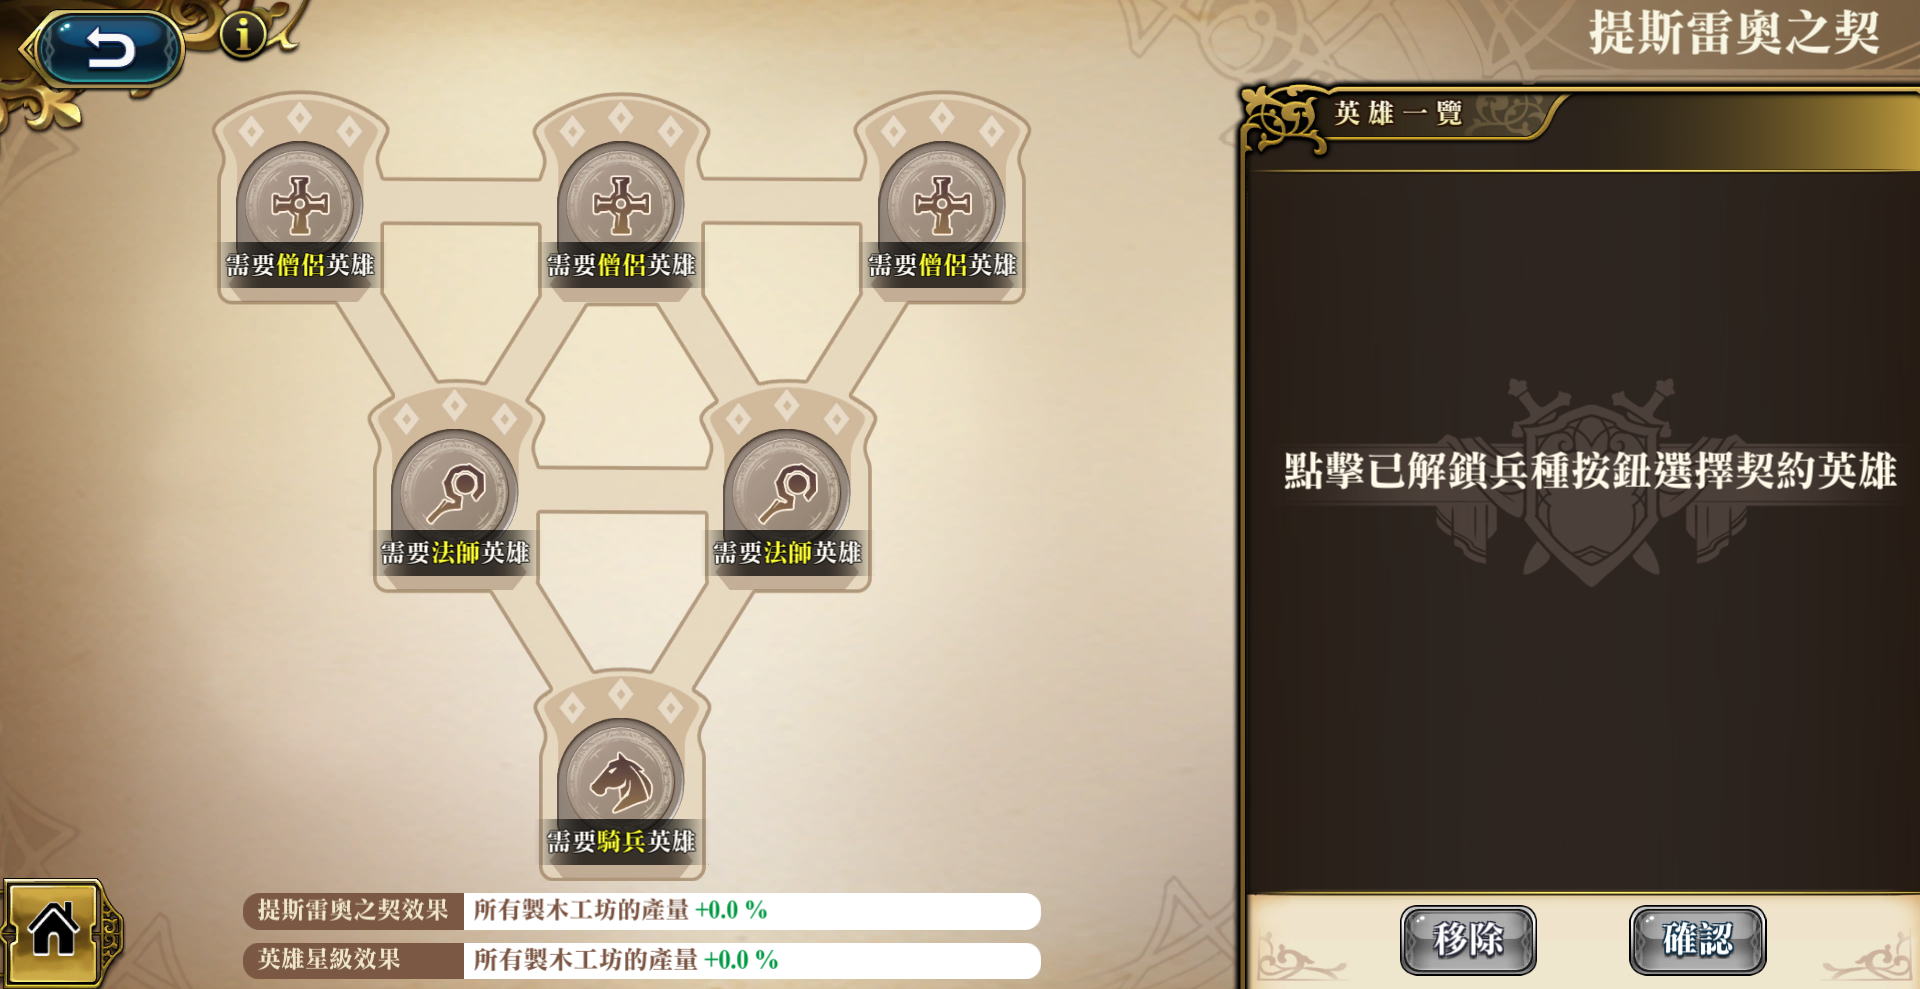 提斯雷奧之契
英雄一覽
需要僧侶英雄
需要僧侶英雄
需要僧侶英雄
點擊已解鎖兵種按鈕選擇契約英雄
需要法師英雄
需要法師英雄
需要騎兵英雄
提斯雷奧之契效果 所有製木工坊的產量 +0.0 %
英雄星級效果 所有製木工坊的產量 +0.0 %
移除
確認